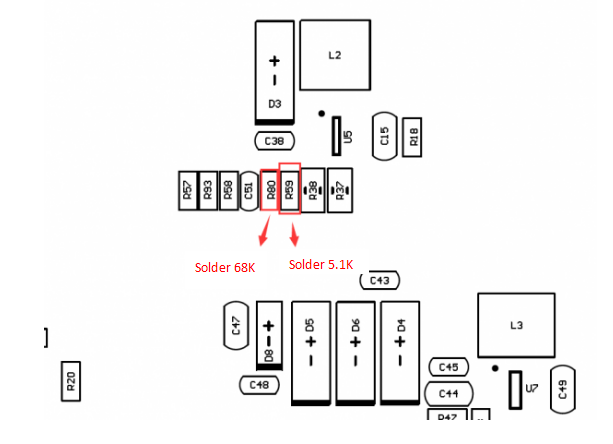 L2
D3
C38
U5
C15
R18
R57
R93
R58
C51
R80
R59
R38
R37
Solder 68K
Solder 5.1K
C43
C47
D8
D5
D6
D4
L3
R20
C48
C45
C44
U7
C49
R47